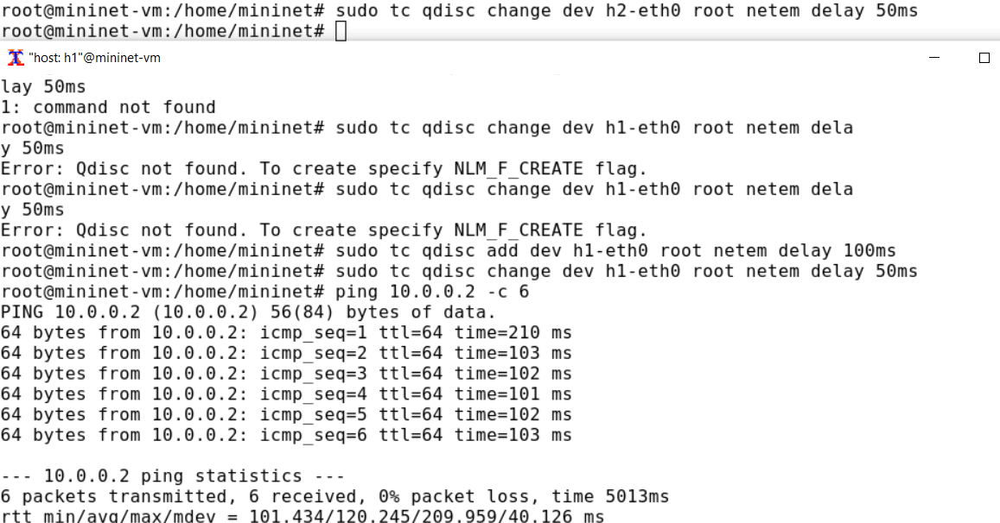 root@mininet-vm:/home/mininet# sudo tc qdisc change dev h2-eth0 root netem delay 50ms
root@mininet-vm:/home/mininet#
"host: h1"@mininet-vm
lay 50ms
1: command not found
root@mininet-vm:/home/mininet# sudo tc qdisc change dev h1-eth0 root netem dela
y 50ms
Error: Qdisc not found. To create specify NLM_F_CREATE flag.
root@mininet-vm:/home/mininet# sudo tc qdisc change dev h1-eth0 root netem dela
y 50ms
Error: Qdisc not found. To create specify NLM_F_CREATE flag.
root@mininet-vm:/home/mininet# sudo tc qdisc add dev h1-eth0 root netem delay 100ms
root@mininet-vm:/home/mininet# sudo tc qdisc change dev h1-eth0 root netem delay 50ms
root@mininet-vm:/home/mininet# ping 10.0.0.2 -c 6
PING 10.0.0.2 (10.0.0.2) 56(84) bytes of data.
64 bytes from 10.0.0.2: icmp_seq=1 ttl=64 time=210 ms
64 bytes from 10.0.0.2: icmp_seq=2 ttl=64 time=103 ms
64 bytes from 10.0.0.2: icmp_seq=3 ttl=64 time=102 ms
64 bytes from 10.0.0.2: icmp_seq=4 ttl=64 time=101 ms
64 bytes from 10.0.0.2: icmp_seq=5 ttl=64 time=102 ms
64 bytes from 10.0.0.2: icmp_seq=6 ttl=64 time=103 ms
--- 10.0.0.2 ping statistics ---
6 packets transmitted, 6 received, 0% packet loss, time 5013ms
rtt min/avg/max/mdev = 101.434/120.245/209.959/40.126 ms